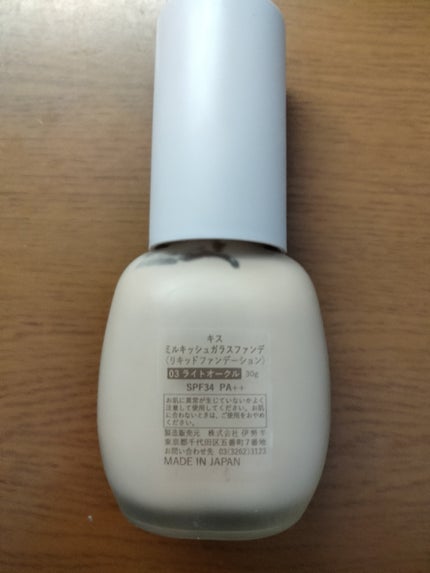 キス
ミルキッシュガラスファンデ
〈リキッドファンデーション〉
03 ライトオークル 30g
SPF34 PA++
お肌に異常が生じていないかよく
注意して使用してください。お肌
に合わないときは、ご使用をおやめ
ください。
製造販売元 株式会社 伊勢半
東京都千代田区五番町7番地
お問い合わせ先 03(3262)3123
MADE IN JAPAN